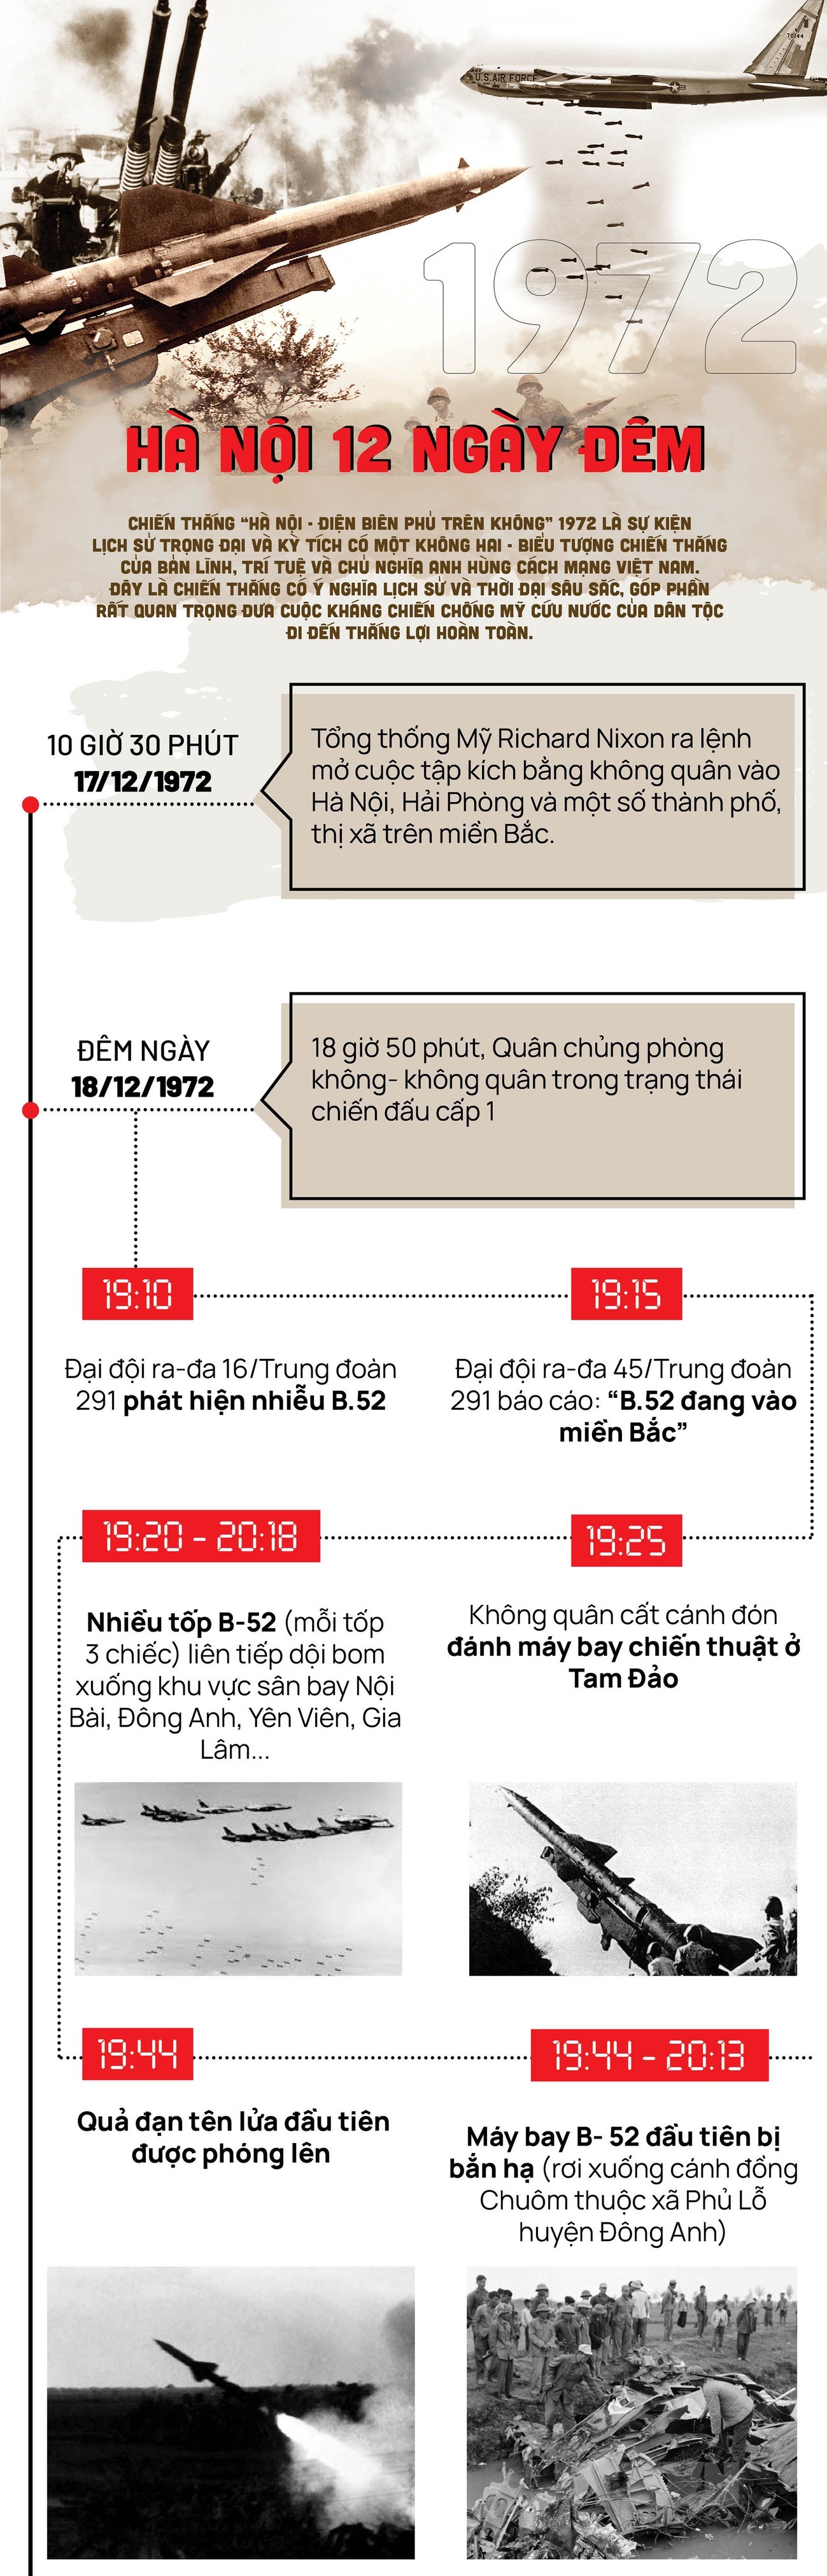 U.S. AIR FORCE
70144
1972
HÀ NỘI 12 NGÀY ĐÊM
CHIẾN THẮNG “HÀ NỘI - ĐIỆN BIÊN PHỦ TRÊN KHÔNG” 1972 LÀ SỰ KIỆN
LỊCH SỬ TRỌNG ĐẠI VÀ KỲ TÍCH CÓ MỘT KHÔNG HAI - BIỂU TƯỢNG CHIẾN THẮNG
CỦA BẢN LĨNH, TRÍ TUỆ VÀ CHỦ NGHĨA ANH HÙNG CÁCH MẠNG VIỆT NAM.
ĐÂY LÀ CHIẾN THẮNG CÓ Ý NGHĨA LỊCH SỬ VÀ THỜI ĐẠI SÂU SẮC, GÓP PHẦN
RẤT QUAN TRỌNG ĐƯA CUỘC KHÁNG CHIẾN CHỐNG MỸ CỨU NƯỚC CỦA DÂN TỘC
ĐI ĐẾN THẮNG LỢI HOÀN TOÀN.
10 GIỜ 30 PHÚT
17/12/1972
Tổng thống Mỹ Richard Nixon ra lệnh
mở cuộc tập kích bằng không quân vào
Hà Nội, Hải Phòng và một số thành phố,
thị xã trên miền Bắc.
ĐÊM NGÀY
18/12/1972
18 giờ 50 phút, Quân chủng phòng
không- không quân trong trạng thái
chiến đấu cấp 1
19:10
Đại đội ra-đa 16/Trung đoàn
291 phát hiện nhiễu B.52
19:15
Đại đội ra-đa 45/Trung đoàn
291 báo cáo: “B.52 đang vào
miền Bắc”
19:20 - 20:18
Nhiều tốp B-52 (mỗi tốp
3 chiếc) liên tiếp dội bom
xuống khu vực sân bay Nội
Bài, Đông Anh, Yên Viên, Gia
Lâm...
19:25
Không quân cất cánh đón
đánh máy bay chiến thuật ở
Tam Đảo
19:44
Quả đạn tên lửa đầu tiên
được phóng lên
19:44 - 20:13
Máy bay B- 52 đầu tiên bị
bắn hạ (rơi xuống cánh đồng
Chuôm thuộc xã Phủ Lỗ
huyện Đông Anh)